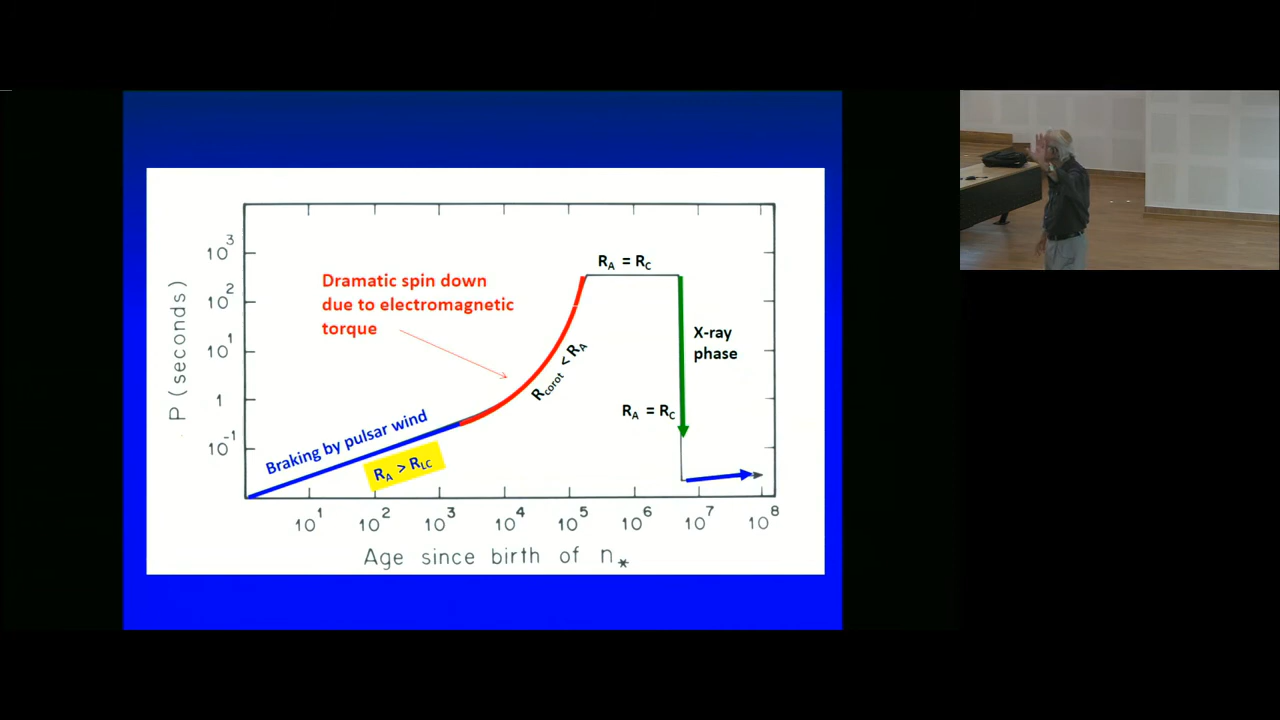 10³
10²
10¹
1
10⁻¹
P (seconds)
Dramatic spin down
due to electromagnetic
torque
R_A = R_C
X-ray
phase
R_corot < R_A
R_A = R_C
Braking by pulsar wind
R_A > R_LC
10¹ 10² 10³ 10⁴ 10⁵ 10⁶ 10⁷ 10⁸
Age since birth of n⁎